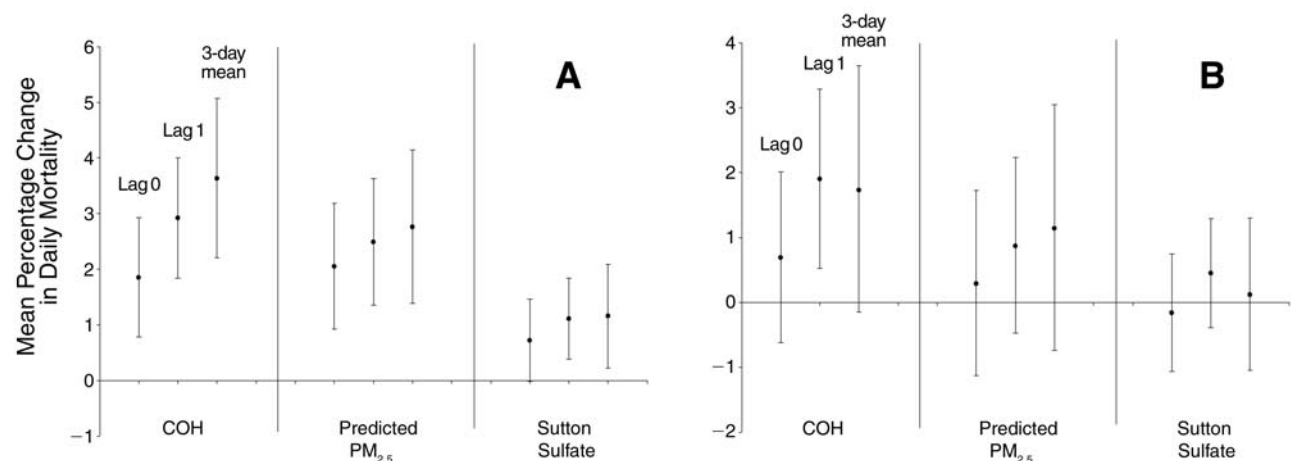 Mean Percentage Change
in Daily Mortality
6
5
4
3
2
1
0
−1
A
Lag 0
Lag 1
3-day
mean
COH
Predicted
PM2.5
Sutton
Sulfate
4
3
2
1
0
−1
−2
B
Lag 0
Lag 1
3-day
mean
COH
Predicted
PM2.5
Sutton
Sulfate